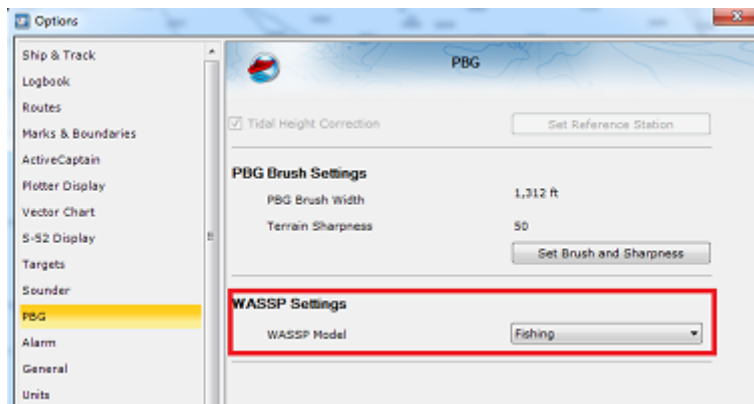 Options
Ship & Track
Logbook
Routes
Marks & Boundaries
ActiveCaptain
Plotter Display
Vector Chart
S-52 Display
Targets
Sounder
PBG
Alarm
General
Units
PBG
Tidal Height Correction
Set Reference Station
PBG Brush Settings
PBG Brush Width 1,312 ft
Terrain Sharpness 50
Set Brush and Sharpness
WASSP Settings
WASSP Model Fishing